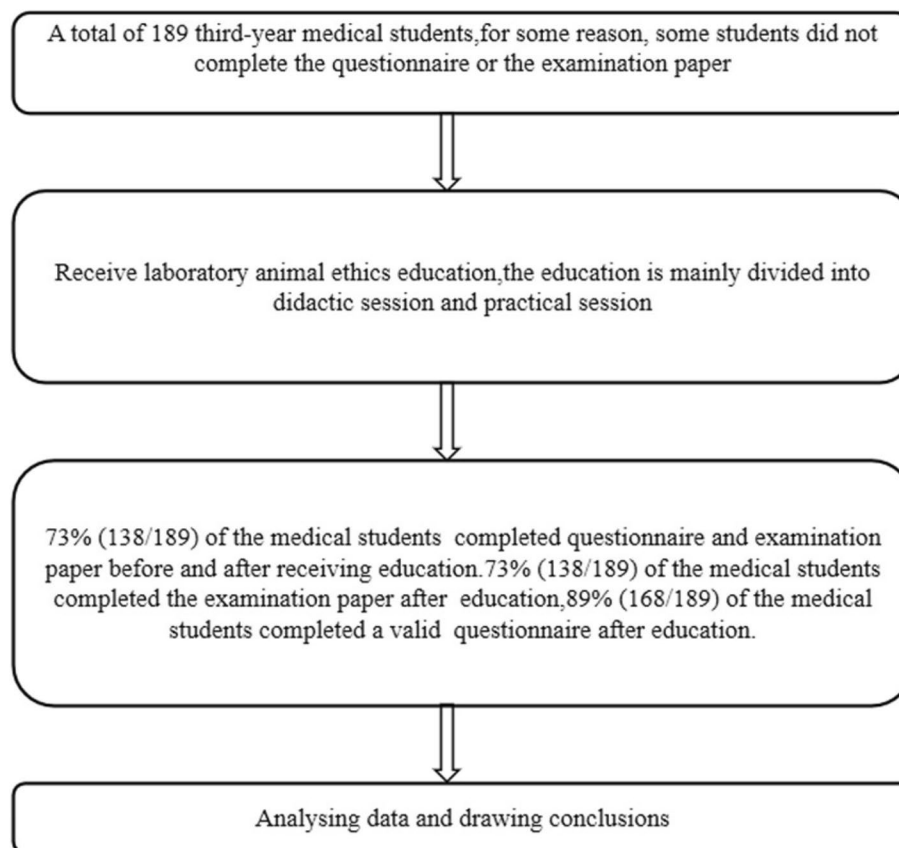 A total of 189 third-year medical students,for some reason, some students did not
complete the questionnaire or the examination paper
Receive laboratory animal ethics education,the education is mainly divided into
didactic session and practical session
73% (138/189) of the medical students completed questionnaire and examination
paper before and after receiving education.73% (138/189) of the medical students
completed the examination paper after education,89% (168/189) of the medical
students completed a valid questionnaire after education.
Analysing data and drawing conclusions